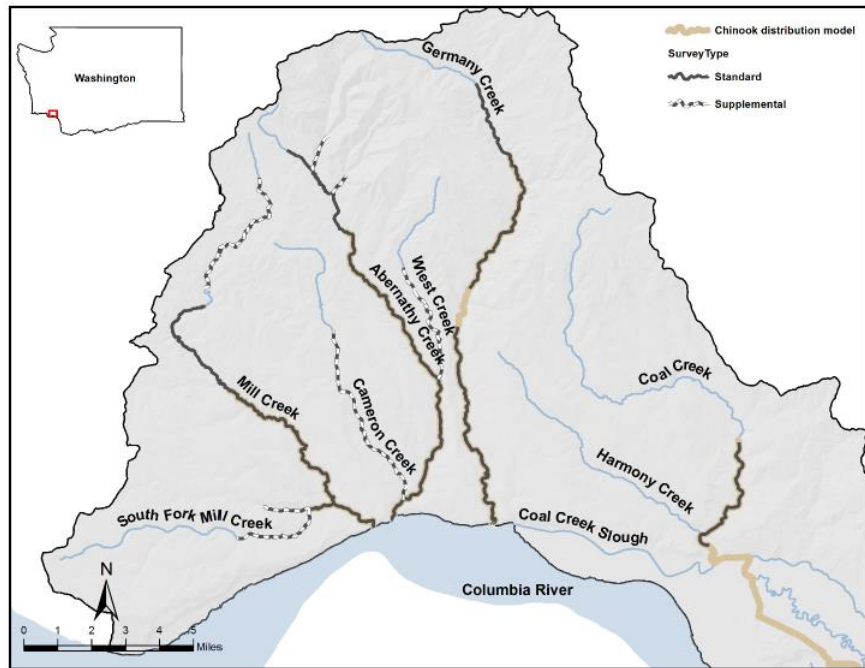 Washington
Chinook distribution model
SurveyType
Standard
Supplemental
Germany Creek
Wiest Creek
Abernathy Creek
Mill Creek
Cameron Creek
Coal Creek
Harmony Creek
South Fork Mill Creek
Coal Creek Slough
Columbia River
N
0 1 2 3 4 5
Miles